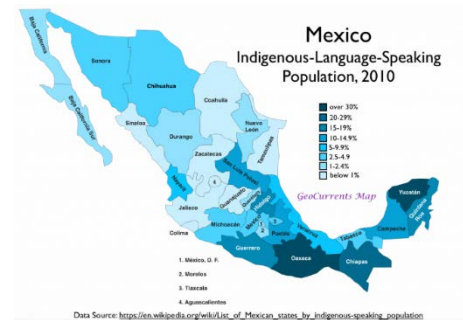 Mexico
Indigenous-Language-Speaking
Population, 2010
over 30%
20-29%
15-19%
10-14.9%
5-9.9%
2.5-4.9
1-2.4%
below 1%
GeoCurrents Map
Baja California
Baja California Sur
Sonora
Chihuahua
Coahuila
Sinaloa
Durango
Nuevo León
Tamaulipas
Zacatecas
San Luis Potosí
Nayarit
4
Jalisco
Guanajuato
Colima
Michoacán
Guerrero
Puebla
Veracruz
Oaxaca
Tabasco
Chiapas
Campeche
Yucatán
Quintana Roo
1. México, D. F.
2. Morelos
3. Tlaxcala
4. Aguascalientes
Data Source: https://en.wikipedia.org/wiki/List_of_Mexican_states_by_indigenous-speaking_population